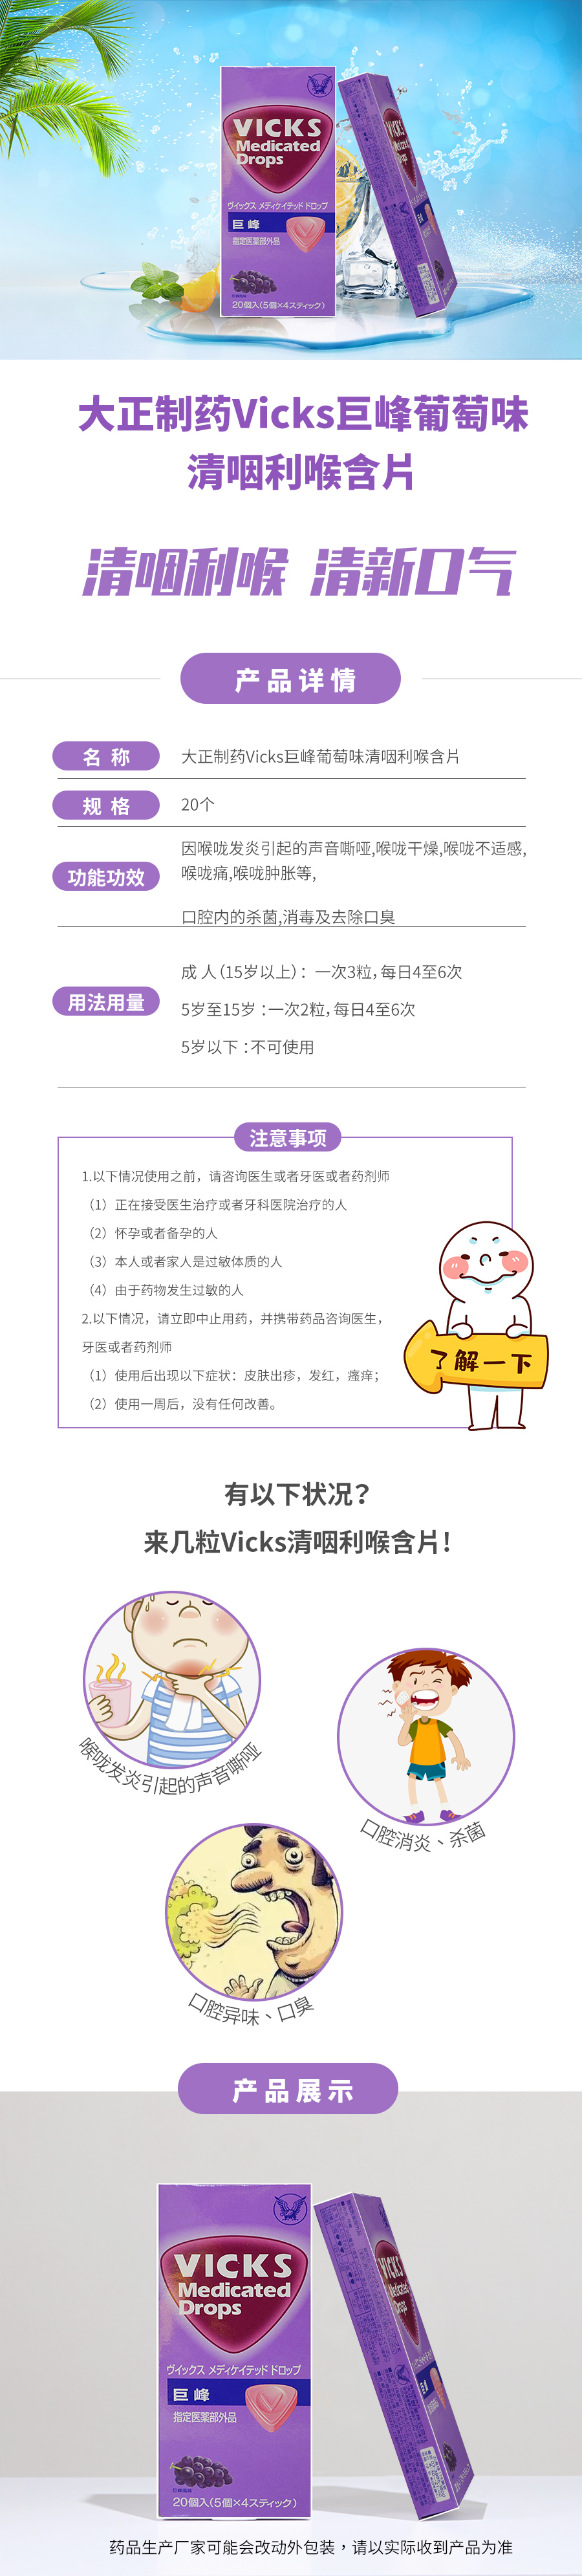 VICKS
Medicated
Drops
ヴイックス メディケイテッド ドロップ
巨峰
指定医薬部外品
20個入(5個×4スティック)
VICKS
Medicated
Drops
大正制药Vicks巨峰葡萄味
清咽利喉含片
清咽利喉 清新口气
产品详情
名 称
大正制药Vicks巨峰葡萄味清咽利喉含片
规 格
20个
功能功效
因喉咙发炎引起的声音嘶哑,喉咙干燥,喉咙不适感,
喉咙痛,喉咙肿胀等,
口腔内的杀菌,消毒及去除口臭
用法用量
成 人（15岁以上）： 一次3粒，每日4至6次
5岁至15岁 ：一次2粒，每日4至6次
5岁以下 ：不可使用
注意事项
1.以下情况使用之前，请咨询医生或者牙医或者药剂师
（1）正在接受医生治疗或者牙科医院治疗的人
（2）怀孕或者备孕的人
（3）本人或者家人是过敏体质的人
（4）由于药物发生过敏的人
2.以下情况，请立即中止用药，并携带药品咨询医生，
牙医或者药剂师
（1）使用后出现以下症状：皮肤出疹，发红，瘙痒；
（2）使用一周后，没有任何改善。
了解一下
有以下状况？
来几粒Vicks清咽利喉含片！
喉咙发炎引起的声音嘶哑
口腔消炎、杀菌
口腔异味、口臭
产品展示
VICKS
Medicated
Drops
ヴイックス メディケイテッド ドロップ
巨峰
指定医薬部外品
20個入(5個×4スティック)
VICKS
Medicated
Drops
药品生产厂家可能会改动外包装，请以实际收到产品为准